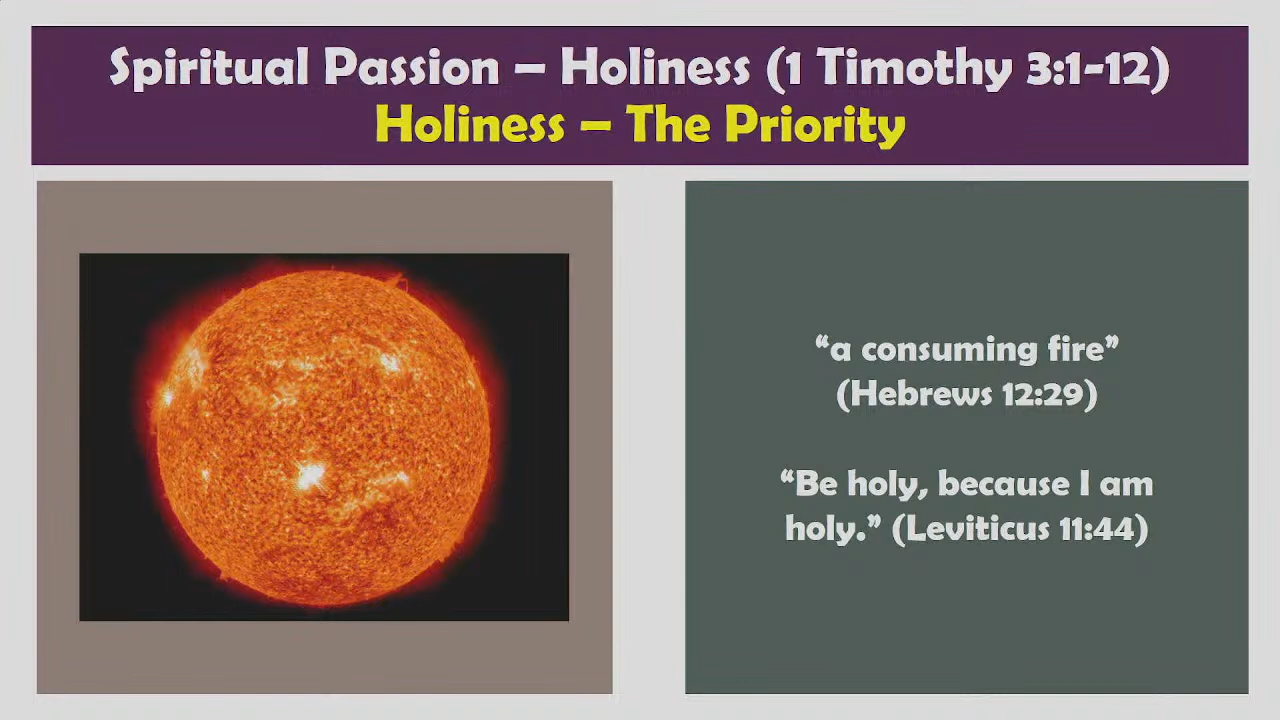 Spiritual Passion – Holiness (1 Timothy 3:1-12)
Holiness – The Priority
“a consuming fire”
(Hebrews 12:29)
“Be holy, because I am
holy.” (Leviticus 11:44)